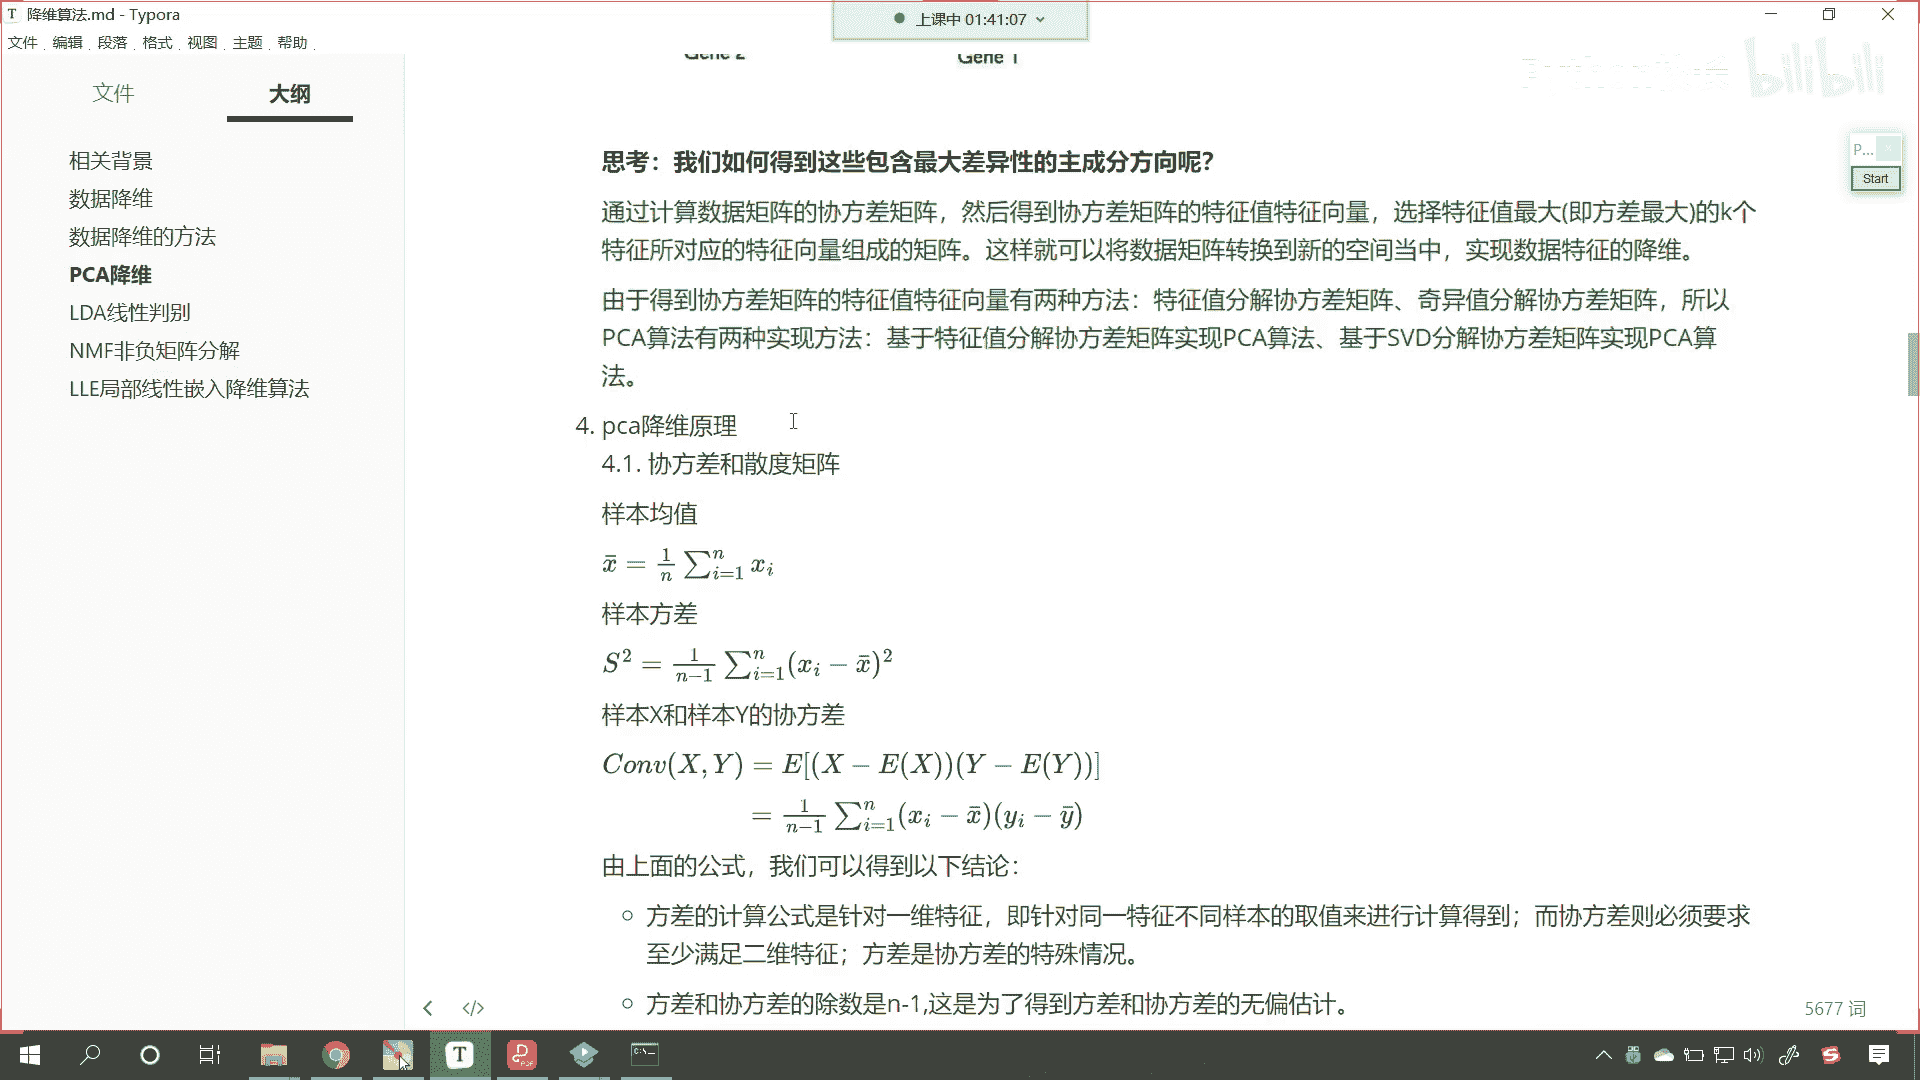 降维算法.md - Typora
上课中 01:41:07
文件 编辑 段落 格式 视图 主题 帮助
Gene 2 Gene 1
bilibili
文件 大纲
相关背景
数据降维
数据降维的方法
PCA降维
LDA线性判别
NMF非负矩阵分解
LLE局部线性嵌入降维算法
P...
Start
思考：我们如何得到这些包含最大差异性的主成分方向呢？
通过计算数据矩阵的协方差矩阵，然后得到协方差矩阵的特征值特征向量，选择特征值最大(即方差最大)的k个
特征所对应的特征向量组成的矩阵。这样就可以将数据矩阵转换到新的空间当中，实现数据特征的降维。
由于得到协方差矩阵的特征值特征向量有两种方法：特征值分解协方差矩阵、奇异值分解协方差矩阵，所以
PCA算法有两种实现方法：基于特征值分解协方差矩阵实现PCA算法、基于SVD分解协方差矩阵实现PCA算
法。
4. pca降维原理
4.1. 协方差和散度矩阵
样本均值
x̄ = 1/n ∑ⁿᵢ₌₁ xᵢ
样本方差
S² = 1/(n−1) ∑ⁿᵢ₌₁(xᵢ − x̄)²
样本X和样本Y的协方差
Conv(X, Y) = E[(X − E(X))(Y − E(Y))]
= 1/(n−1) ∑ⁿᵢ₌₁(xᵢ − x̄)(yᵢ − ȳ)
由上面的公式，我们可以得到以下结论：
○ 方差的计算公式是针对一维特征，即针对同一特征不同样本的取值来进行计算得到；而协方差则必须要求
至少满足二维特征；方差是协方差的特殊情况。
○ 方差和协方差的除数是n-1,这是为了得到方差和协方差的无偏估计。
5677 词